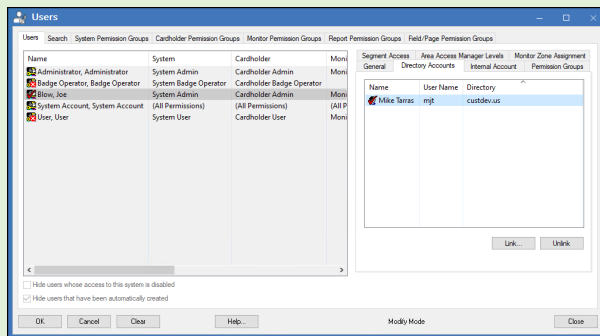 Users
Users Search System Permission Groups Cardholder Permission Groups Monitor Permission Groups Report Permission Groups Field/Page Permission Groups
Name System Cardholder Moni
Administrator, Administrator System Admin Cardholder Admin Moni
Badge Operator, Badge Operator System Badge Operator Cardholder Badge Operator
Blow, Joe System Admin Cardholder Admin Moni
System Account, System Account (All Permissions) (All Permissions) (All P
User, User System User Cardholder User Moni
Segment Access Area Access Manager Levels Monitor Zone Assignment
General Directory Accounts Internal Account Permission Groups
Name User Name Directory
Mike Tarras mjt custdev.us
Link... Unlink
Hide users whose access to this system is disabled
Hide users that have been automatically created
OK Cancel Clear Help... Modify Mode Close